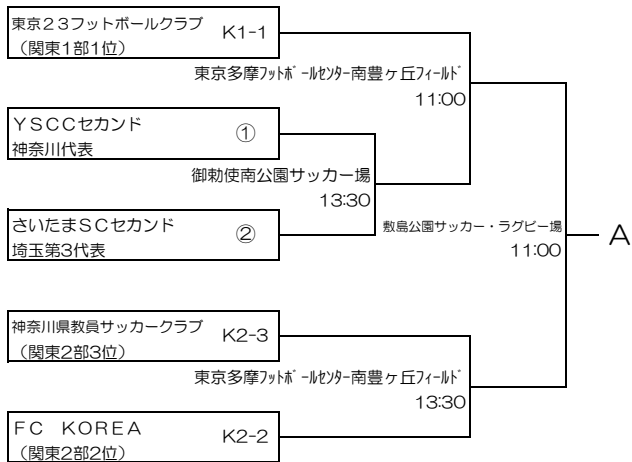 東京23フットボールクラブ K1-1
（関東1部1位）
東京多摩ﾌｯﾄﾎﾞｰﾙｾﾝﾀｰ南豊ヶ丘ﾌｨｰﾙﾄﾞ
11:00
ＹＳＣＣセカンド ①
神奈川代表
御勅使南公園サッカー場
13:30
さいたまＳＣセカンド ②
埼玉第3代表
敷島公園サッカー・ラグビー場
11:00
A
神奈川県教員サッカークラブ K2-3
（関東2部3位）
東京多摩ﾌｯﾄﾎﾞｰﾙｾﾝﾀｰ南豊ヶ丘ﾌｨｰﾙﾄﾞ
13:30
ＦＣ ＫＯＲＥＡ K2-2
（関東2部2位）